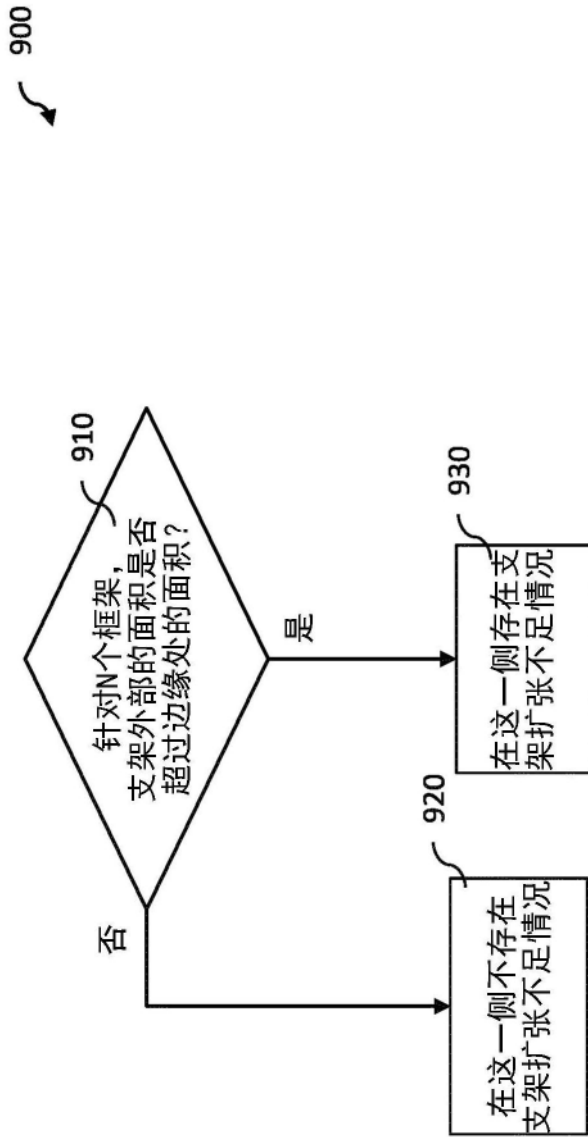 900
910
针对N个框架，
支架外部的面积是否
超过边缘处的面积？
否
是
920
在这一侧不存在
支架扩张不足情况
930
在这一侧存在支
架扩张不足情况